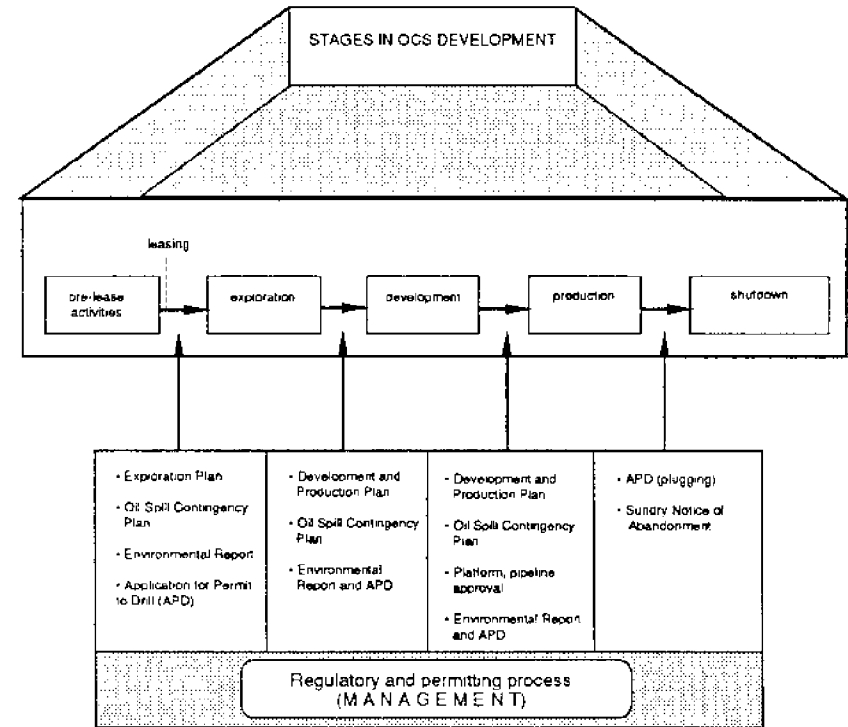 STAGES IN OCS DEVELOPMENT
leasing
pre-lease
activities
exploration
development
production
shutdown
• Exploration Plan
• Oil Spill Contingency
Plan
• Environmental Report
• Application for Permit
to Drill (APD)
• Development and
Production Plan
• Oil Spill Contingency
Plan
• Environmental
Report and APD
• Development and
Production Plan
• Oil Spill Contingency
Plan
• Platform, pipeline
approval
• Environmental Report
and APD
• APD (plugging)
• Sundry Notice of
Abandonment
Regulatory and permitting process
(MANAGEMENT)